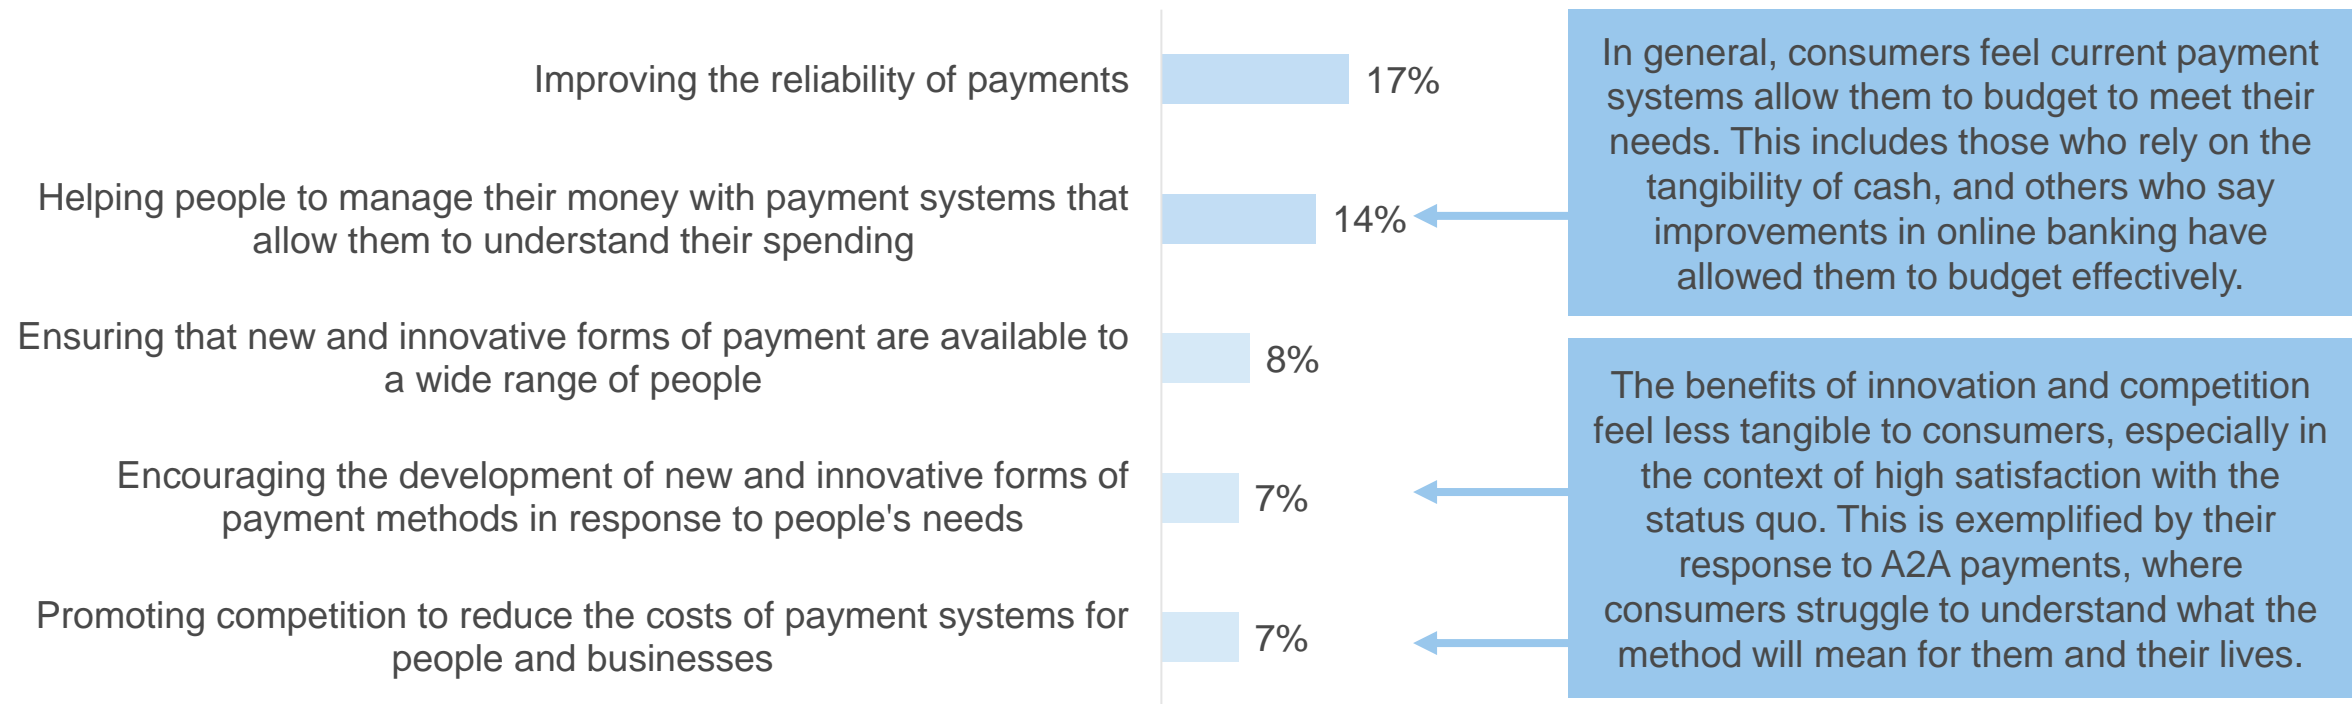 Improving the reliability of payments
17%
Helping people to manage their money with payment systems that
allow them to understand their spending
14%
Ensuring that new and innovative forms of payment are available to
a wide range of people
8%
Encouraging the development of new and innovative forms of
payment methods in response to people's needs
7%
Promoting competition to reduce the costs of payment systems for
people and businesses
7%
In general, consumers feel current payment
systems allow them to budget to meet their
needs. This includes those who rely on the
tangibility of cash, and others who say
improvements in online banking have
allowed them to budget effectively.
The benefits of innovation and competition
feel less tangible to consumers, especially in
the context of high satisfaction with the
status quo. This is exemplified by their
response to A2A payments, where
consumers struggle to understand what the
method will mean for them and their lives.